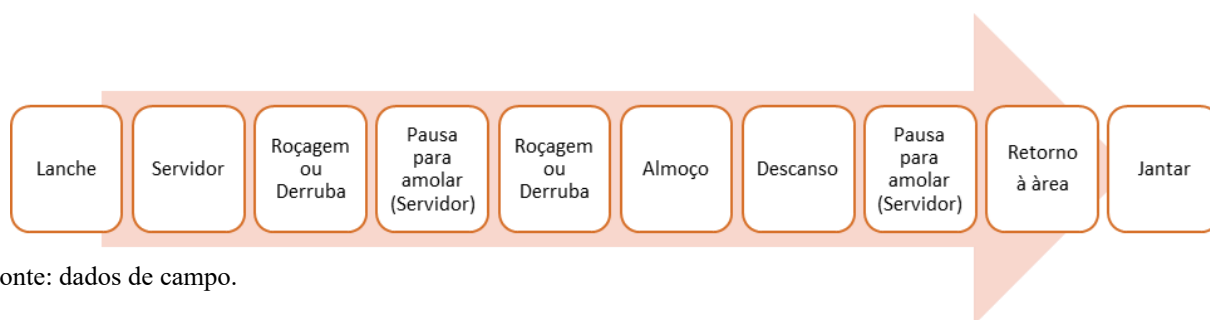 Lanche
Servidor
Roçagem
ou
Derruba
Pausa
para
amolar
(Servidor)
Roçagem
ou
Derruba
Almoço
Descanso
Pausa
para
amolar
(Servidor)
Retorno
à àrea
Jantar
onte: dados de campo.